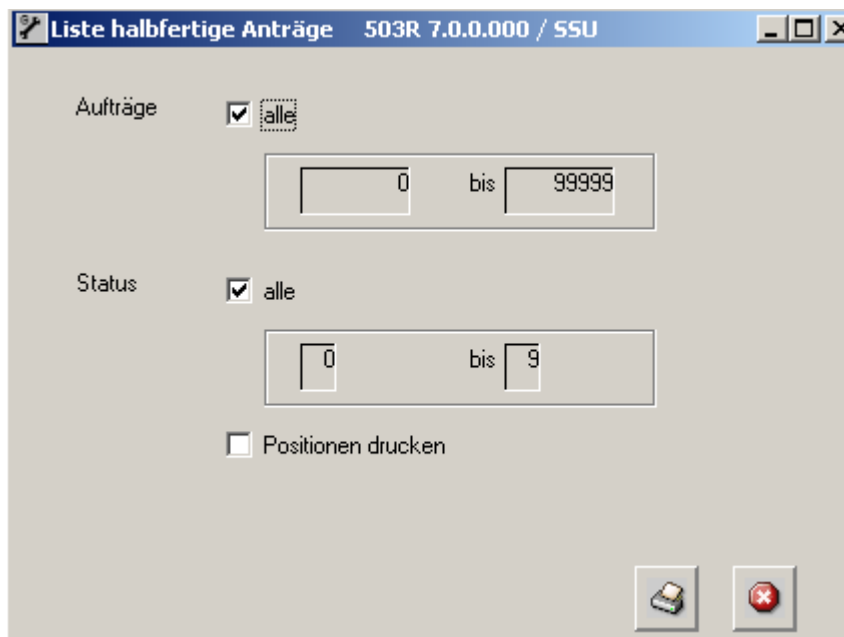 Liste halbfertige Anträge 503R 7.0.0.000 / SSU
Aufträge alle
0 bis 99999
Status alle
0 bis 9
Positionen drucken